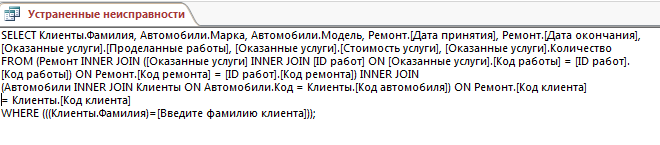 Устраненные неисправности
SELECT Клиенты.Фамилия, Автомобили.Марка, Автомобили.Модель, Ремонт.[Дата принятия], Ремонт.[Дата окончания],
[Оказанные услуги].[Проделанные работы], [Оказанные услуги].[Стоимость услуги], [Оказанные услуги].Количество
FROM (Ремонт INNER JOIN ([Оказанные услуги] INNER JOIN [ID работ] ON [Оказанные услуги].[Код работы] = [ID работ].
[Код работы]) ON Ремонт.[Код ремонта] = [ID работ].[Код ремонта]) INNER JOIN
(Автомобили INNER JOIN Клиенты ON Автомобили.Код = Клиенты.[Код автомобиля]) ON Ремонт.[Код клиента]
= Клиенты.[Код клиента]
WHERE (((Клиенты.Фамилия)=[Введите фамилию клиента]));